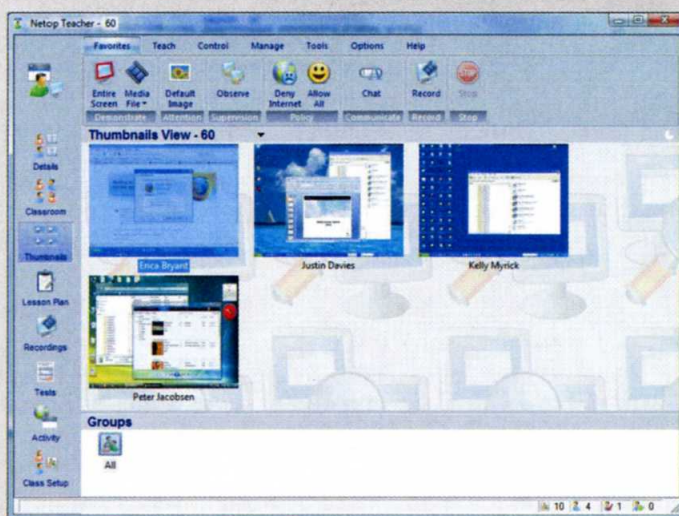 Netop Teacher - 60
Favorites Teach Control Manage Tools Options Help
Entire Screen
Media File
Default Image
Observe
Deny Internet
Allow All
Chat
Record
Stop
Demonstrate Attention Supervision Policy Communicate Record Stop
Thumbnails View - 60
Details
Classroom
Thumbnails
Lesson Plan
Recordings
Tests
Activity
Class Setup
Erica Bryant
Justin Davies
Kelly Myrick
Peter Jacobsen
Groups
All
10 4 1 0